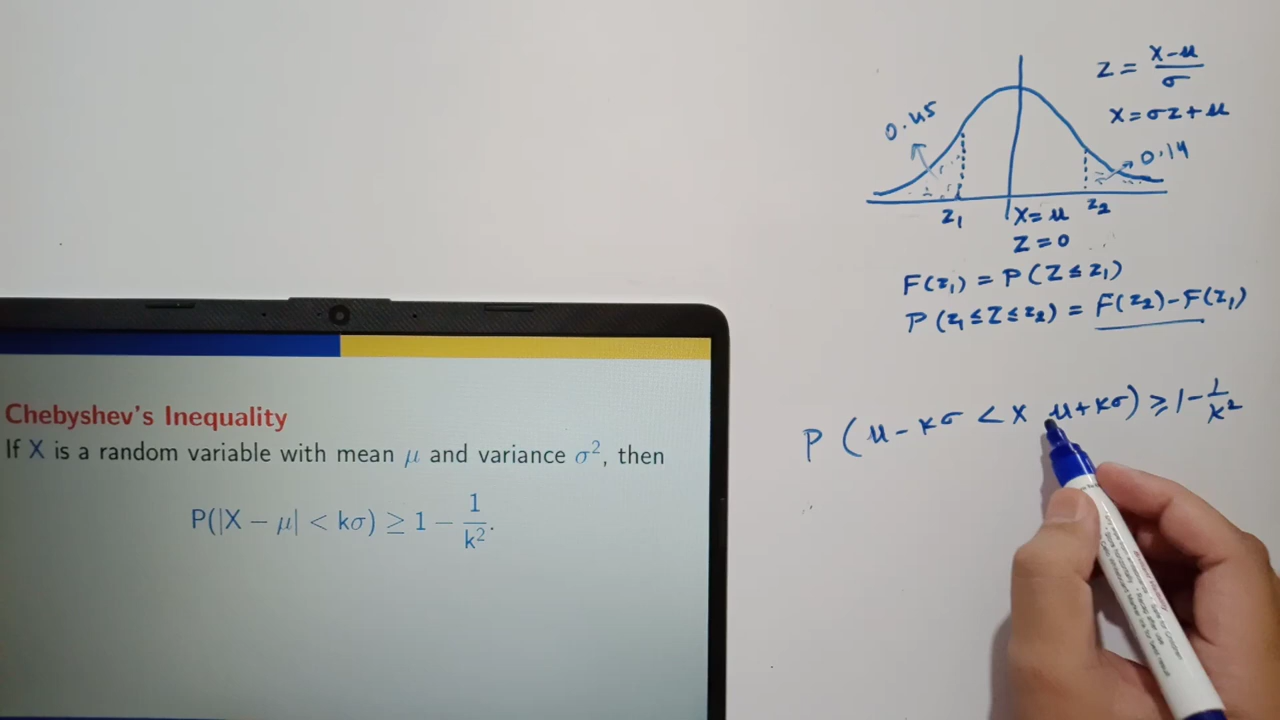 Chebyshev's Inequality
If X is a random variable with mean μ and variance σ², then
P(|X − μ| < kσ) ≥ 1 − 1/k².
Z = X-μ/σ
X = σZ + μ
0.45
0.14
z₁
X = μ
z₂
Z = 0
F(z₁) = P(Z ≤ z₁)
P(z₁ ≤ Z ≤ z₂) = F(z₂) - F(z₁)
P(μ - kσ < X μ + kσ) ≥ 1 - 1/k²